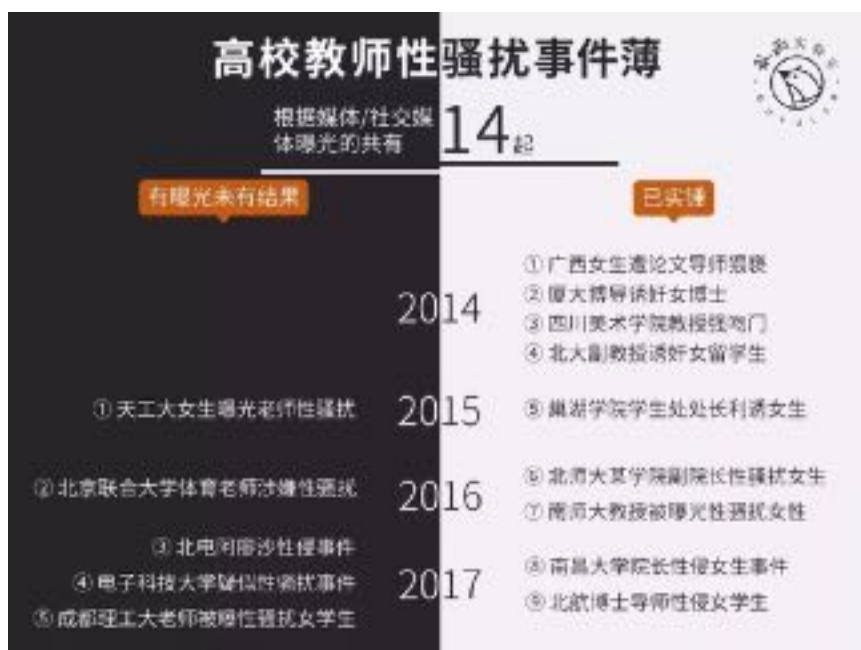 高校教师性骚扰事件薄
根据媒体/社交媒
体曝光的共有
14起
有曝光未有结果
已实锤
2014
① 广西女生遭论文导师猥亵
② 厦大博导诱奸女博士
③ 四川美术学院教授强吻门
④ 北大副教授诱奸女留学生
① 天工大女生曝光老师性骚扰
2015
⑤ 巢湖学院学生处处长利诱女生
② 北京联合大学体育老师涉嫌性骚扰
2016
⑥ 北师大某学院副院长性骚扰女生
⑦ 南师大教授被曝光性骚扰女性
③ 北电阿廖沙性侵事件
④ 电子科技大学疑似性骚扰事件
⑤ 成都理工大老师被曝性骚扰女学生
2017
⑧ 南昌大学院长性侵女生事件
⑨ 北航博士导师性侵女学生